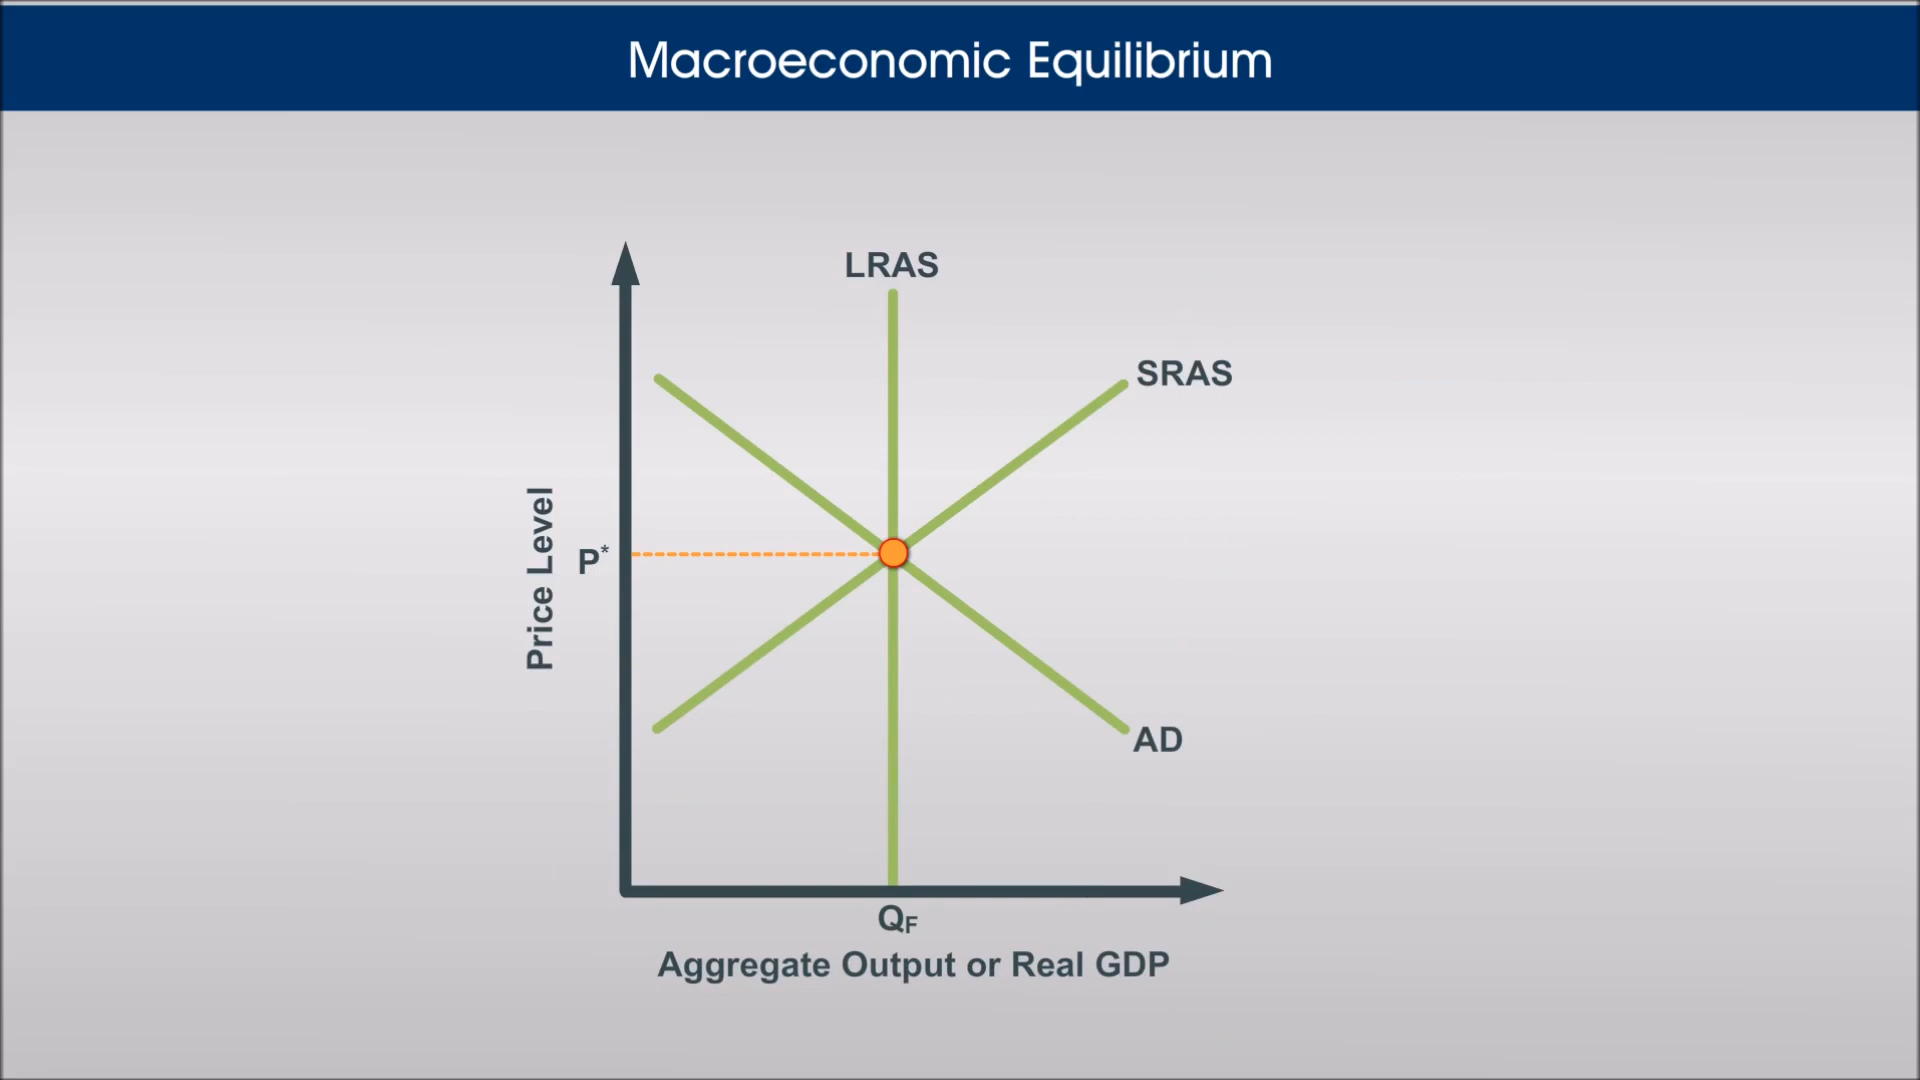 Macroeconomic Equilibrium
LRAS
SRAS
Price Level
P*
AD
QF
Aggregate Output or Real GDP